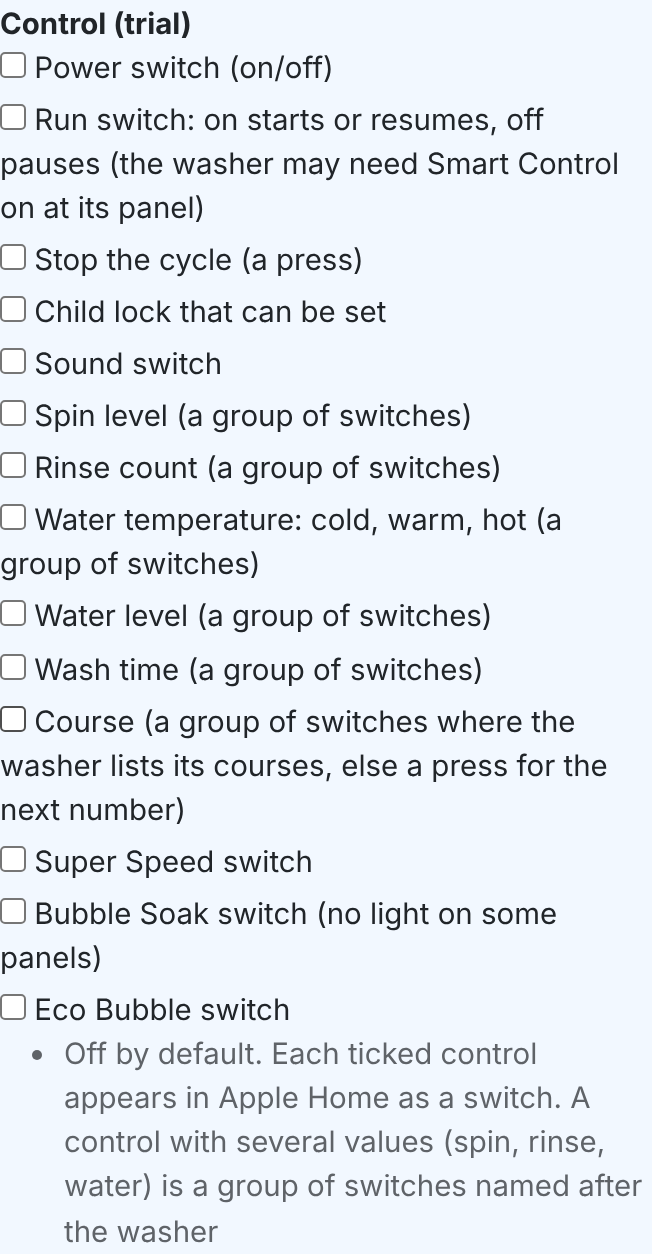 Control (trial)
Power switch (on/off)
Run switch: on starts or resumes, off
pauses (the washer may need Smart Control
on at its panel)
Stop the cycle (a press)
Child lock that can be set
Sound switch
Spin level (a group of switches)
Rinse count (a group of switches)
Water temperature: cold, warm, hot (a
group of switches)
Water level (a group of switches)
Wash time (a group of switches)
Course (a group of switches where the
washer lists its courses, else a press for the
next number)
Super Speed switch
Bubble Soak switch (no light on some
panels)
Eco Bubble switch
• Off by default. Each ticked control
appears in Apple Home as a switch. A
control with several values (spin, rinse,
water) is a group of switches named after
the washer